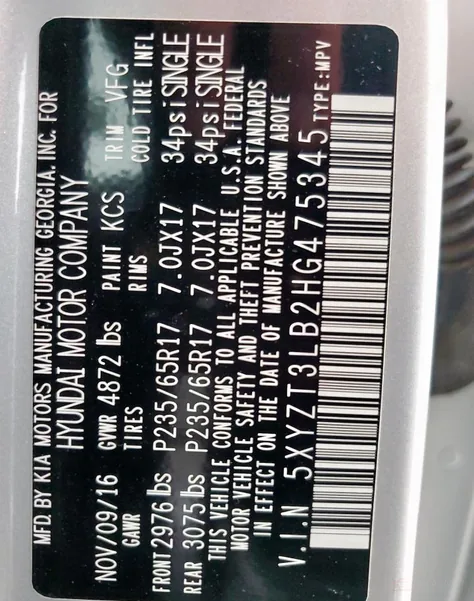 MFD. BY KIA MOTORS MANUFACTURING GEORGIA. INC. FOR
HYUNDAI MOTOR COMPANY
NOV/09/16 GVWR 4872 lbs PAINT KCS TRIM VFG
GAWR TIRES RIMS COLD TIRE INFL
FRONT 2976 lbs P235/65R17 7.0JX17 34psi SINGLE
REAR 3075 lbs P235/65R17 7.0JX17 34psi SINGLE
THIS VEHICLE CONFORMS TO ALL APPLICABLE U.S.A. FEDERAL
MOTOR VEHICLE SAFETY AND THEFT PREVENTION STANDARDS
IN EFFECT ON THE DATE OF MANUFACTURE SHOWN ABOVE
V.I.N 5XYZT3LB2HG475345 TYPE:MPV